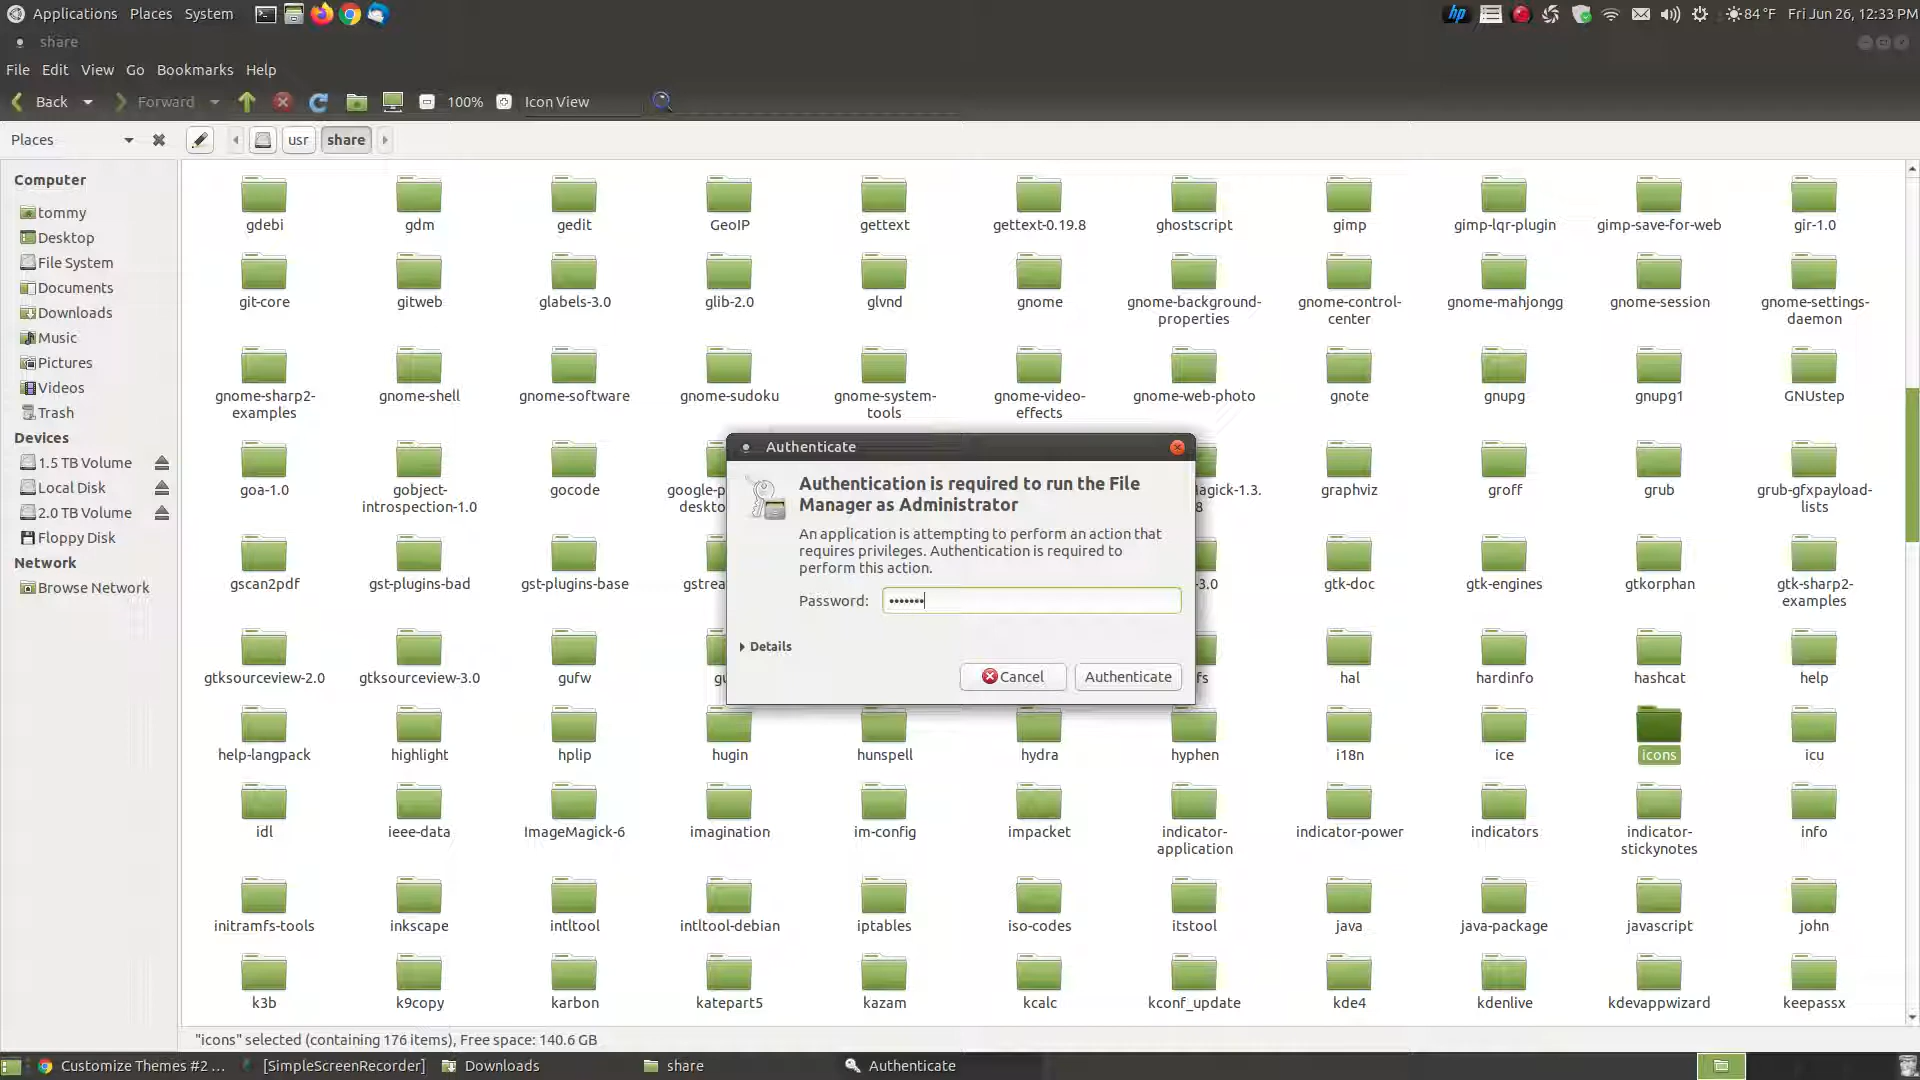 Applications Places System
hp
84 °F Fri Jun 26, 12:33 PM
share
File Edit View Go Bookmarks Help
Back Forward 100% Icon View
Places usr share
Computer
tommy
Desktop
File System
Documents
Downloads
Music
Pictures
Videos
Trash
Devices
1.5 TB Volume
Local Disk
2.0 TB Volume
Floppy Disk
Network
Browse Network
gdebi gdm gedit GeoIP gettext gettext-0.19.8 ghostscript gimp gimp-lqr-plugin gimp-save-for-web gir-1.0
git-core gitweb glabels-3.0 glib-2.0 glvnd gnome gnome-background- gnome-control- gnome-mahjongg gnome-session gnome-settings-
properties center daemon
gnome-sharp2- gnome-shell gnome-software gnome-sudoku gnome-system- gnome-video- gnome-web-photo gnote gnupg gnupg1 GNUstep
examples tools effects
goa-1.0 gobject- gocode google-p agick-1.3. graphviz groff grub grub-gfxpayload-
introspection-1.0 deskto 8 lists
gscan2pdf gst-plugins-bad gst-plugins-base gstrea -3.0 gtk-doc gtk-engines gtkorphan gtk-sharp2-
examples
gtksourceview-2.0 gtksourceview-3.0 gufw gu fs hal hardinfo hashcat help
Authenticate
Authentication is required to run the File
Manager as Administrator
An application is attempting to perform an action that
requires privileges. Authentication is required to
perform this action.
Password: •••••••
Details
Cancel Authenticate
help-langpack highlight hplip hugin hunspell hydra hyphen i18n ice icons icu
idl ieee-data ImageMagick-6 imagination im-config impacket indicator- indicator-power indicators indicator- info
application stickynotes
initramfs-tools inkscape intltool intltool-debian iptables iso-codes itstool java java-package javascript john
k3b k9copy karbon katepart5 kazam kcalc kconf_update kde4 kdenlive kdevappwizard keepassx
"icons" selected (containing 176 items), Free space: 140.6 GB
Customize Themes #2 ... [SimpleScreenRecorder] Downloads share Authenticate